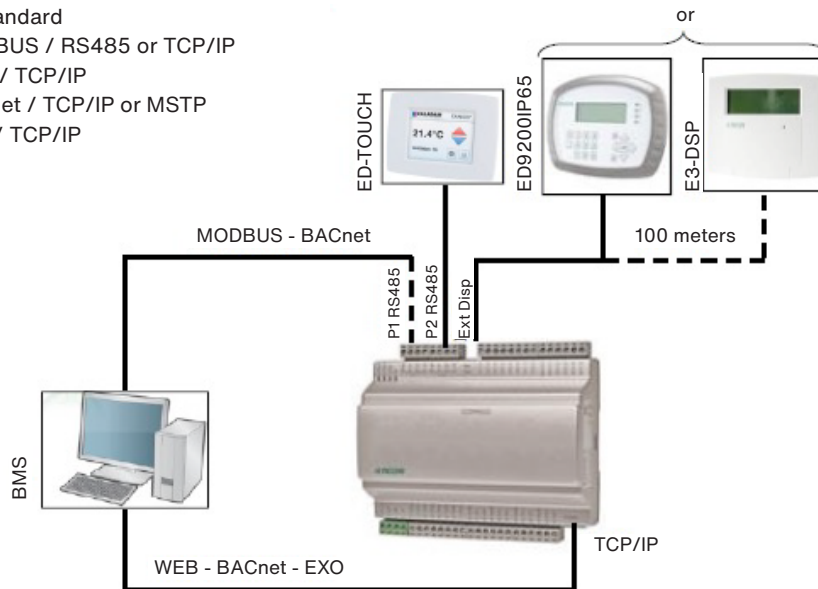 andard
BUS / RS485 or TCP/IP
/ TCP/IP
et / TCP/IP or MSTP
/ TCP/IP
or
ED-TOUCH
ED9200IP65
E3-DSP
21.4°C
MODBUS - BACnet
100 meters
P1 RS485
P2 RS485
Ext Disp
BMS
TCP/IP
WEB - BACnet - EXO